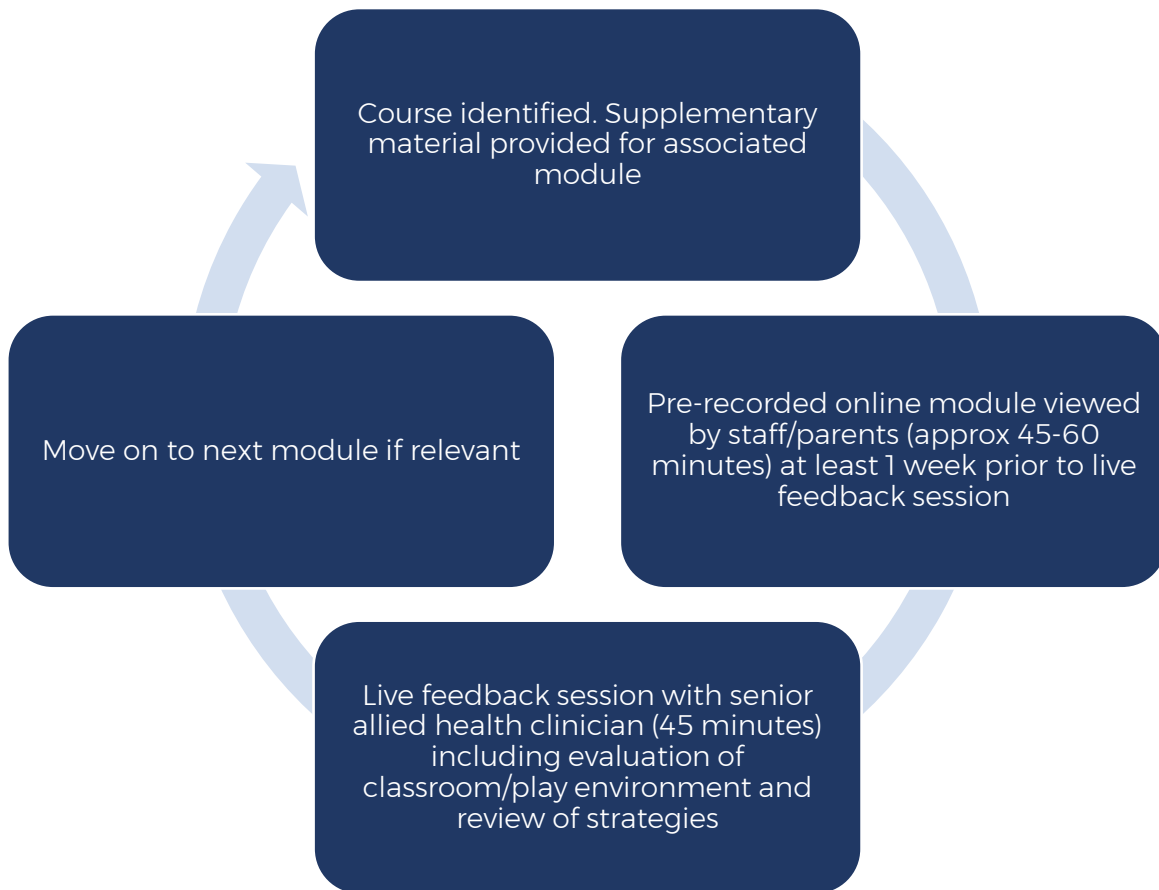 Course identified. Supplementary
material provided for associated
module
Pre-recorded online module viewed
by staff/parents (approx 45-60
minutes) at least 1 week prior to live
feedback session
Live feedback session with senior
allied health clinician (45 minutes)
including evaluation of
classroom/play environment and
review of strategies
Move on to next module if relevant